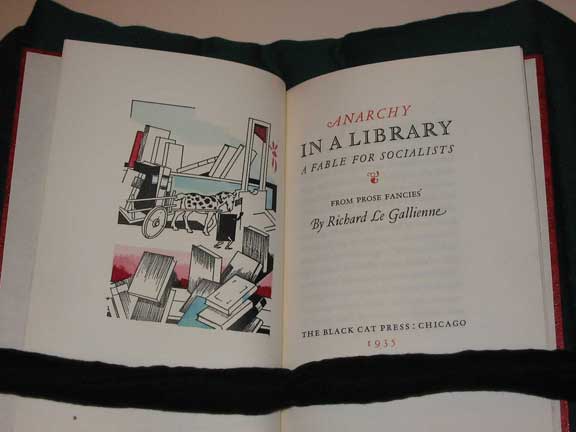 ANARCHY
IN A LIBRARY
A FABLE FOR SOCIALISTS
FROM PROSE FANCIES
By Richard Le Gallienne
THE BLACK CAT PRESS : CHICAGO
1935